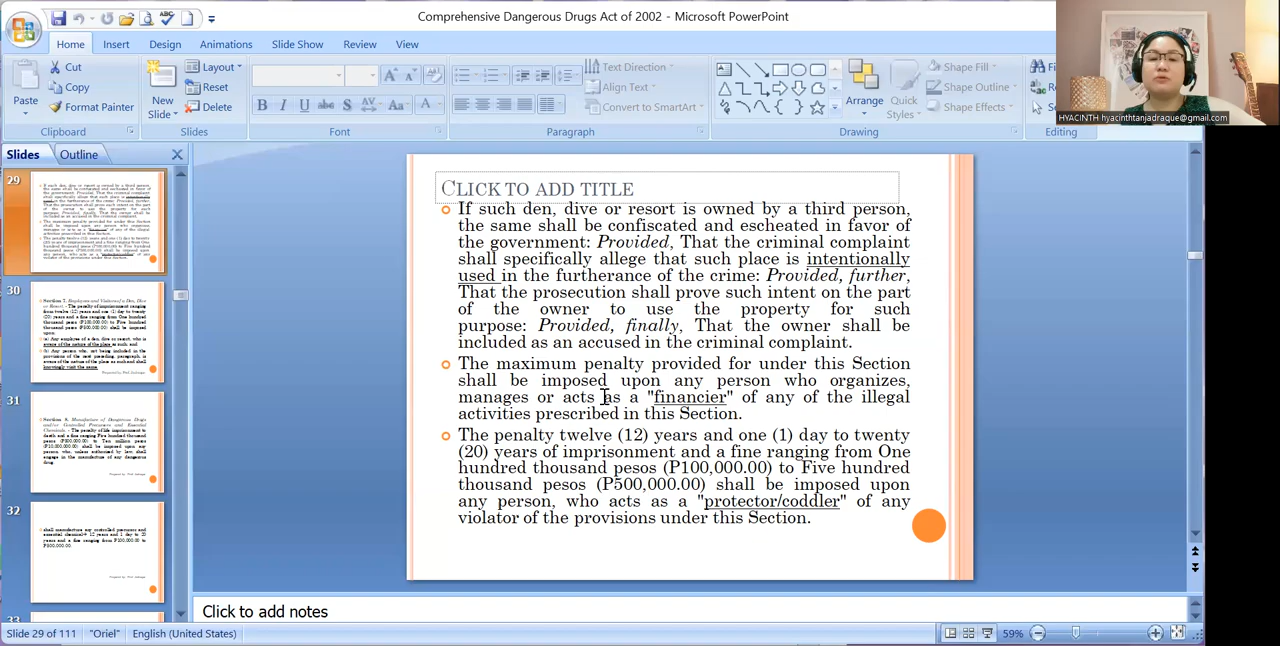 Comprehensive Dangerous Drugs Act of 2002 - Microsoft PowerPoint
Home Insert Design Animations Slide Show Review View
Paste
Cut
Copy
Format Painter
Clipboard
New
Slide
Layout
Reset
Delete
Slides
B I U abc S AV Aa A
Font
Text Direction
Align Text
Convert to SmartArt
Paragraph
Arrange
Quick
Styles
Shape Fill
Shape Outline
Shape Effects
Drawing
Editing
HYACINTH hyacinthtanjadraque@gmail.com
Slides Outline
29
30
31
32
33
CLICK TO ADD TITLE
If such den, dive or resort is owned by a third person,
the same shall be confiscated and escheated in favor of
the government: Provided, That the criminal complaint
shall specifically allege that such place is intentionally
used in the furtherance of the crime: Provided, further,
That the prosecution shall prove such intent on the part
of the owner to use the property for such
purpose: Provided, finally, That the owner shall be
included as an accused in the criminal complaint.
The maximum penalty provided for under this Section
shall be imposed upon any person who organizes,
manages or acts as a "financier" of any of the illegal
activities prescribed in this Section.
The penalty twelve (12) years and one (1) day to twenty
(20) years of imprisonment and a fine ranging from One
hundred thousand pesos (P100,000.00) to Five hundred
thousand pesos (P500,000.00) shall be imposed upon
any person, who acts as a "protector/coddler" of any
violator of the provisions under this Section.
Click to add notes
Slide 29 of 111 "Oriel" English (United States) 59%